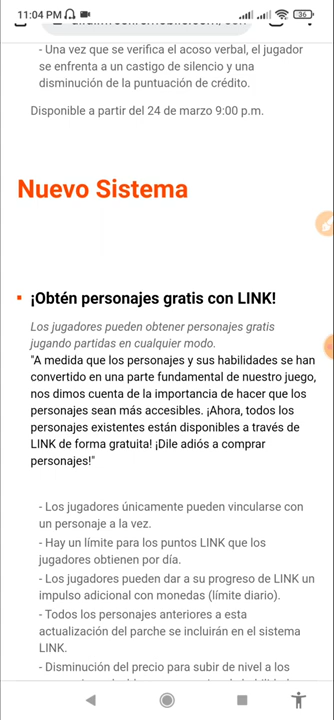 11:04 PM
36
- Una vez que se verifica el acoso verbal, el jugador
se enfrenta a un castigo de silencio y una
disminución de la puntuación de crédito.
Disponible a partir del 24 de marzo 9:00 p.m.
Nuevo Sistema
¡Obtén personajes gratis con LINK!
Los jugadores pueden obtener personajes gratis
jugando partidas en cualquier modo.
"A medida que los personajes y sus habilidades se han
convertido en una parte fundamental de nuestro juego,
nos dimos cuenta de la importancia de hacer que los
personajes sean más accesibles. ¡Ahora, todos los
personajes existentes están disponibles a través de
LINK de forma gratuita! ¡Dile adiós a comprar
personajes!"
- Los jugadores únicamente pueden vincularse con
un personaje a la vez.
- Hay un límite para los puntos LINK que los
jugadores obtienen por día.
- Los jugadores pueden dar a su progreso de LINK un
impulso adicional con monedas (límite diario).
- Todos los personajes anteriores a esta
actualización del parche se incluirán en el sistema
LINK.
- Disminución del precio para subir de nivel a los